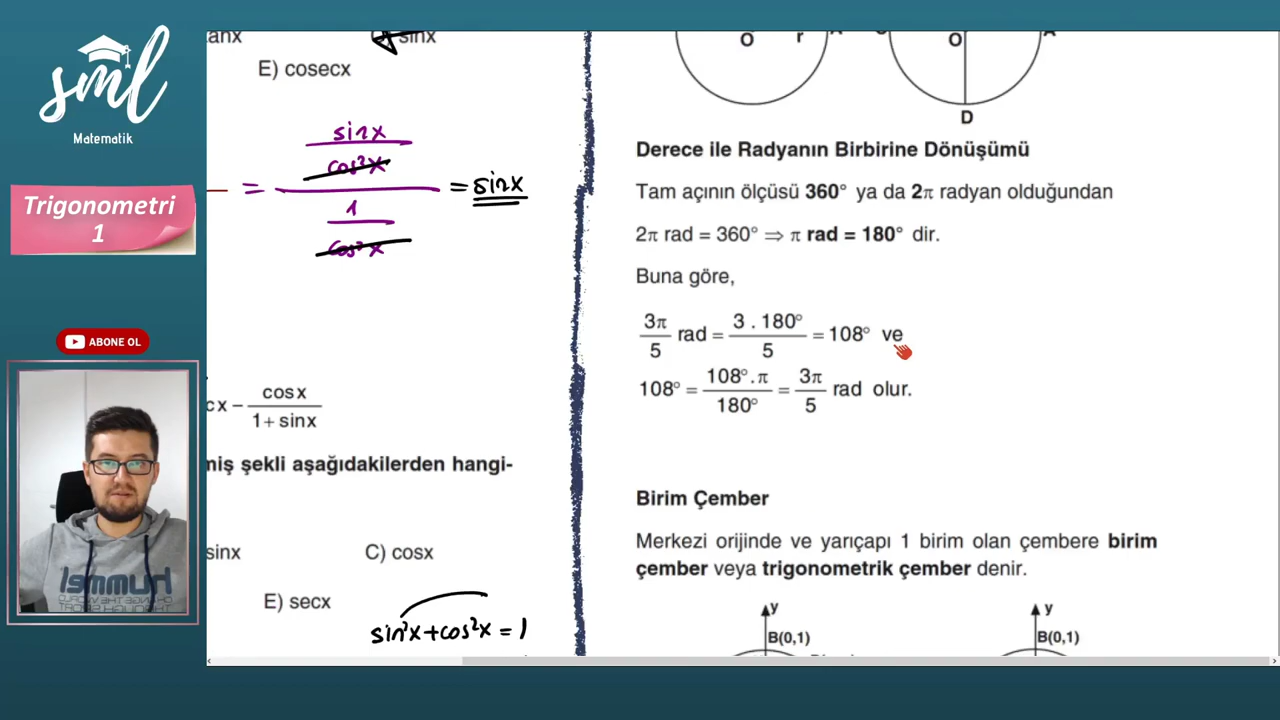 sml
Matematik
Trigonometri
1
ABONE OL
hummel
tanx
sinx
E) cosecx
sinx
cos²x
=
= sinx
1
cos²x
cx − cosx / 1 + sinx
miş şekli aşağıdakilerden hangi-
sinx
C) cosx
E) secx
sin²x+cos²x = 1
O r
O
D
Derece ile Radyanın Birbirine Dönüşümü
Tam açının ölçüsü 360° ya da 2π radyan olduğundan
2π rad = 360° ⇒ π rad = 180° dir.
Buna göre,
3π/5 rad = 3 . 180°/5 = 108° ve
108° = 108°.π/180° = 3π/5 rad olur.
Birim Çember
Merkezi orijinde ve yarıçapı 1 birim olan çembere birim
çember veya trigonometrik çember denir.
y
B(0,1)
y
B(0,1)